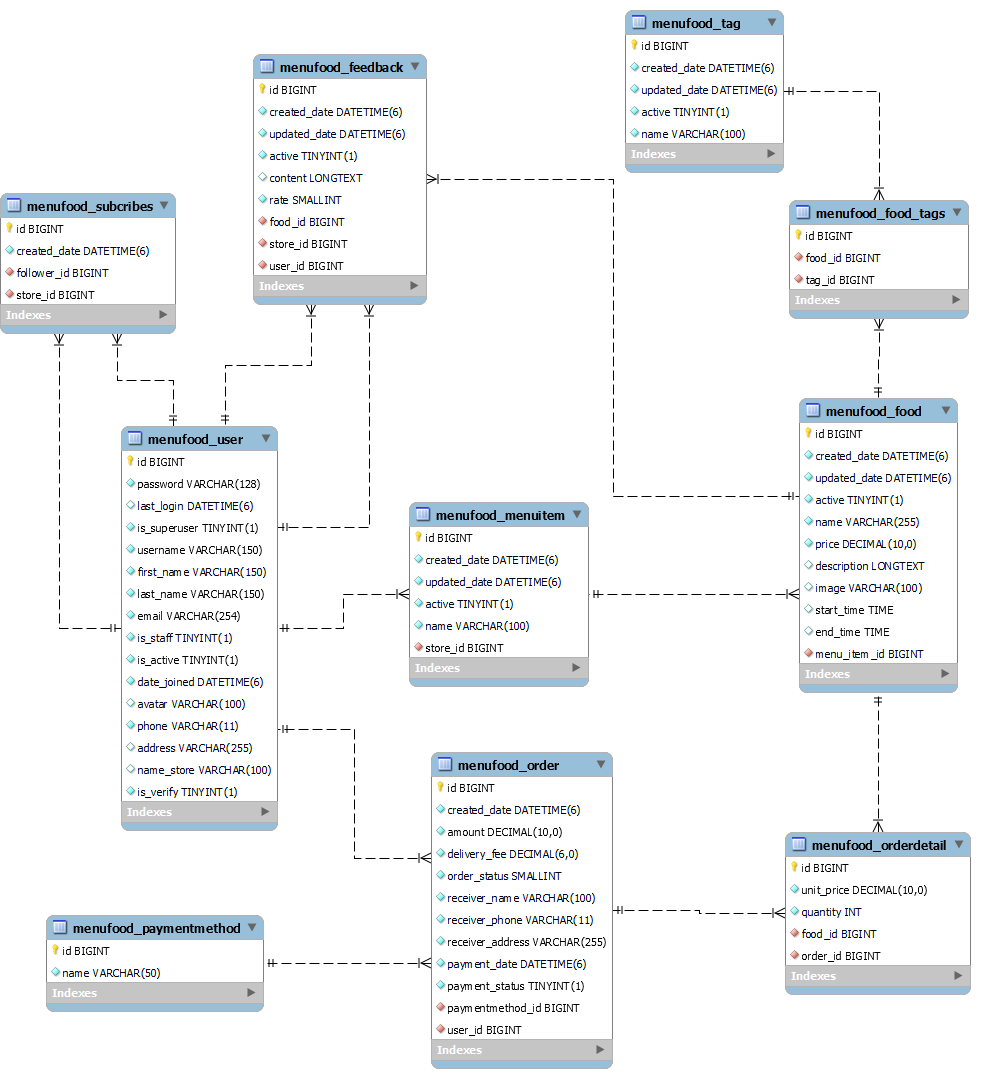 menufood_tag
id BIGINT
created_date DATETIME(6)
updated_date DATETIME(6)
active TINYINT(1)
name VARCHAR(100)
Indexes
menufood_feedback
id BIGINT
created_date DATETIME(6)
updated_date DATETIME(6)
active TINYINT(1)
content LONGTEXT
rate SMALLINT
food_id BIGINT
store_id BIGINT
user_id BIGINT
Indexes
menufood_subcribes
id BIGINT
created_date DATETIME(6)
follower_id BIGINT
store_id BIGINT
Indexes
menufood_food_tags
id BIGINT
food_id BIGINT
tag_id BIGINT
Indexes
menufood_user
id BIGINT
password VARCHAR(128)
last_login DATETIME(6)
is_superuser TINYINT(1)
username VARCHAR(150)
first_name VARCHAR(150)
last_name VARCHAR(150)
email VARCHAR(254)
is_staff TINYINT(1)
is_active TINYINT(1)
date_joined DATETIME(6)
avatar VARCHAR(100)
phone VARCHAR(11)
address VARCHAR(255)
name_store VARCHAR(100)
is_verify TINYINT(1)
Indexes
menufood_menuitem
id BIGINT
created_date DATETIME(6)
updated_date DATETIME(6)
active TINYINT(1)
name VARCHAR(100)
store_id BIGINT
Indexes
menufood_food
id BIGINT
created_date DATETIME(6)
updated_date DATETIME(6)
active TINYINT(1)
name VARCHAR(255)
price DECIMAL(10,0)
description LONGTEXT
image VARCHAR(100)
start_time TIME
end_time TIME
menu_item_id BIGINT
Indexes
menufood_order
id BIGINT
created_date DATETIME(6)
amount DECIMAL(10,0)
delivery_fee DECIMAL(6,0)
order_status SMALLINT
receiver_name VARCHAR(100)
receiver_phone VARCHAR(11)
receiver_address VARCHAR(255)
payment_date DATETIME(6)
payment_status TINYINT(1)
paymentmethod_id BIGINT
user_id BIGINT
Indexes
menufood_orderdetail
id BIGINT
unit_price DECIMAL(10,0)
quantity INT
food_id BIGINT
order_id BIGINT
Indexes
menufood_paymentmethod
id BIGINT
name VARCHAR(50)
Indexes